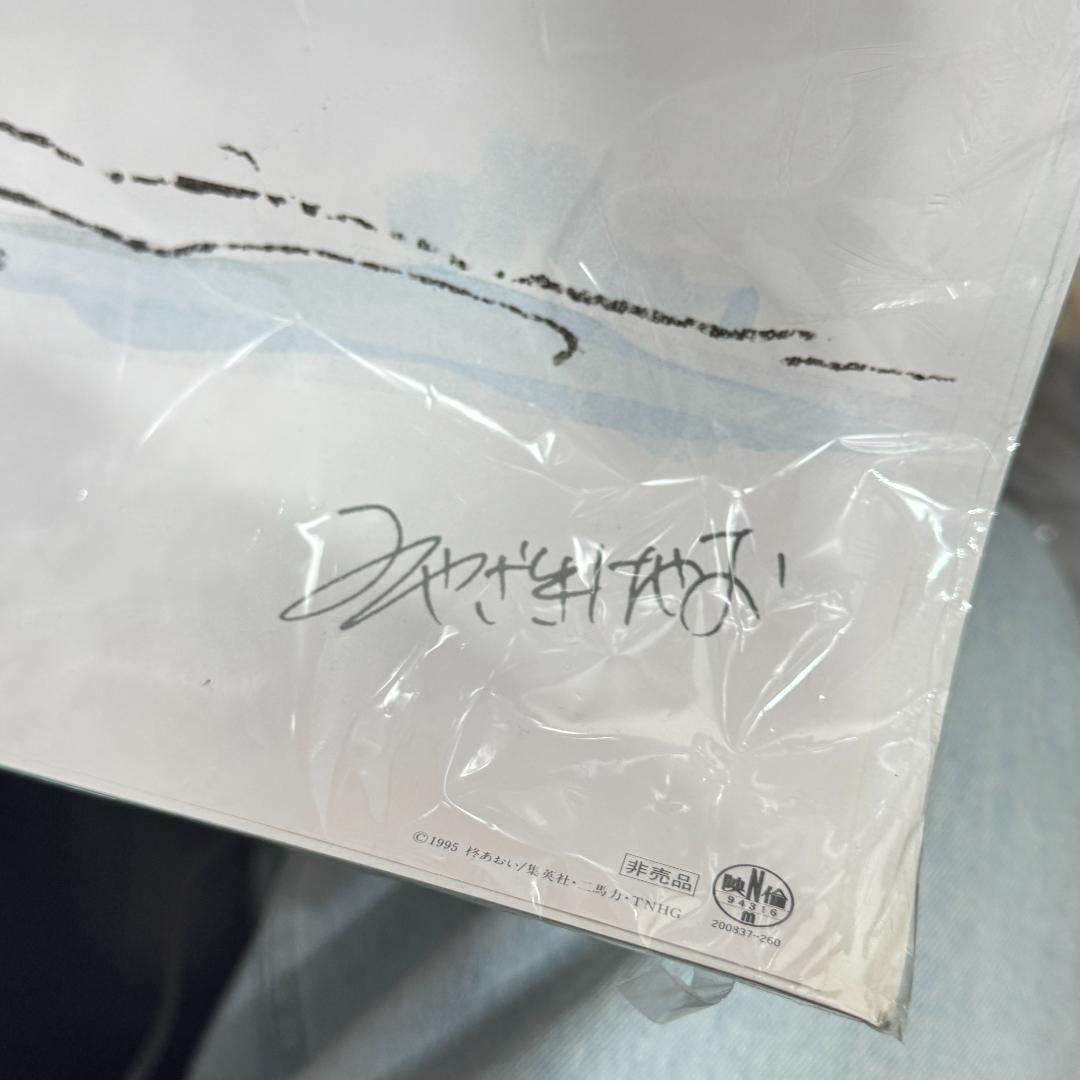 みやざきはやお
©1995 柊あおい/集英社・二馬力・TNHG
非売品
映N倫
94316
m
200837-260